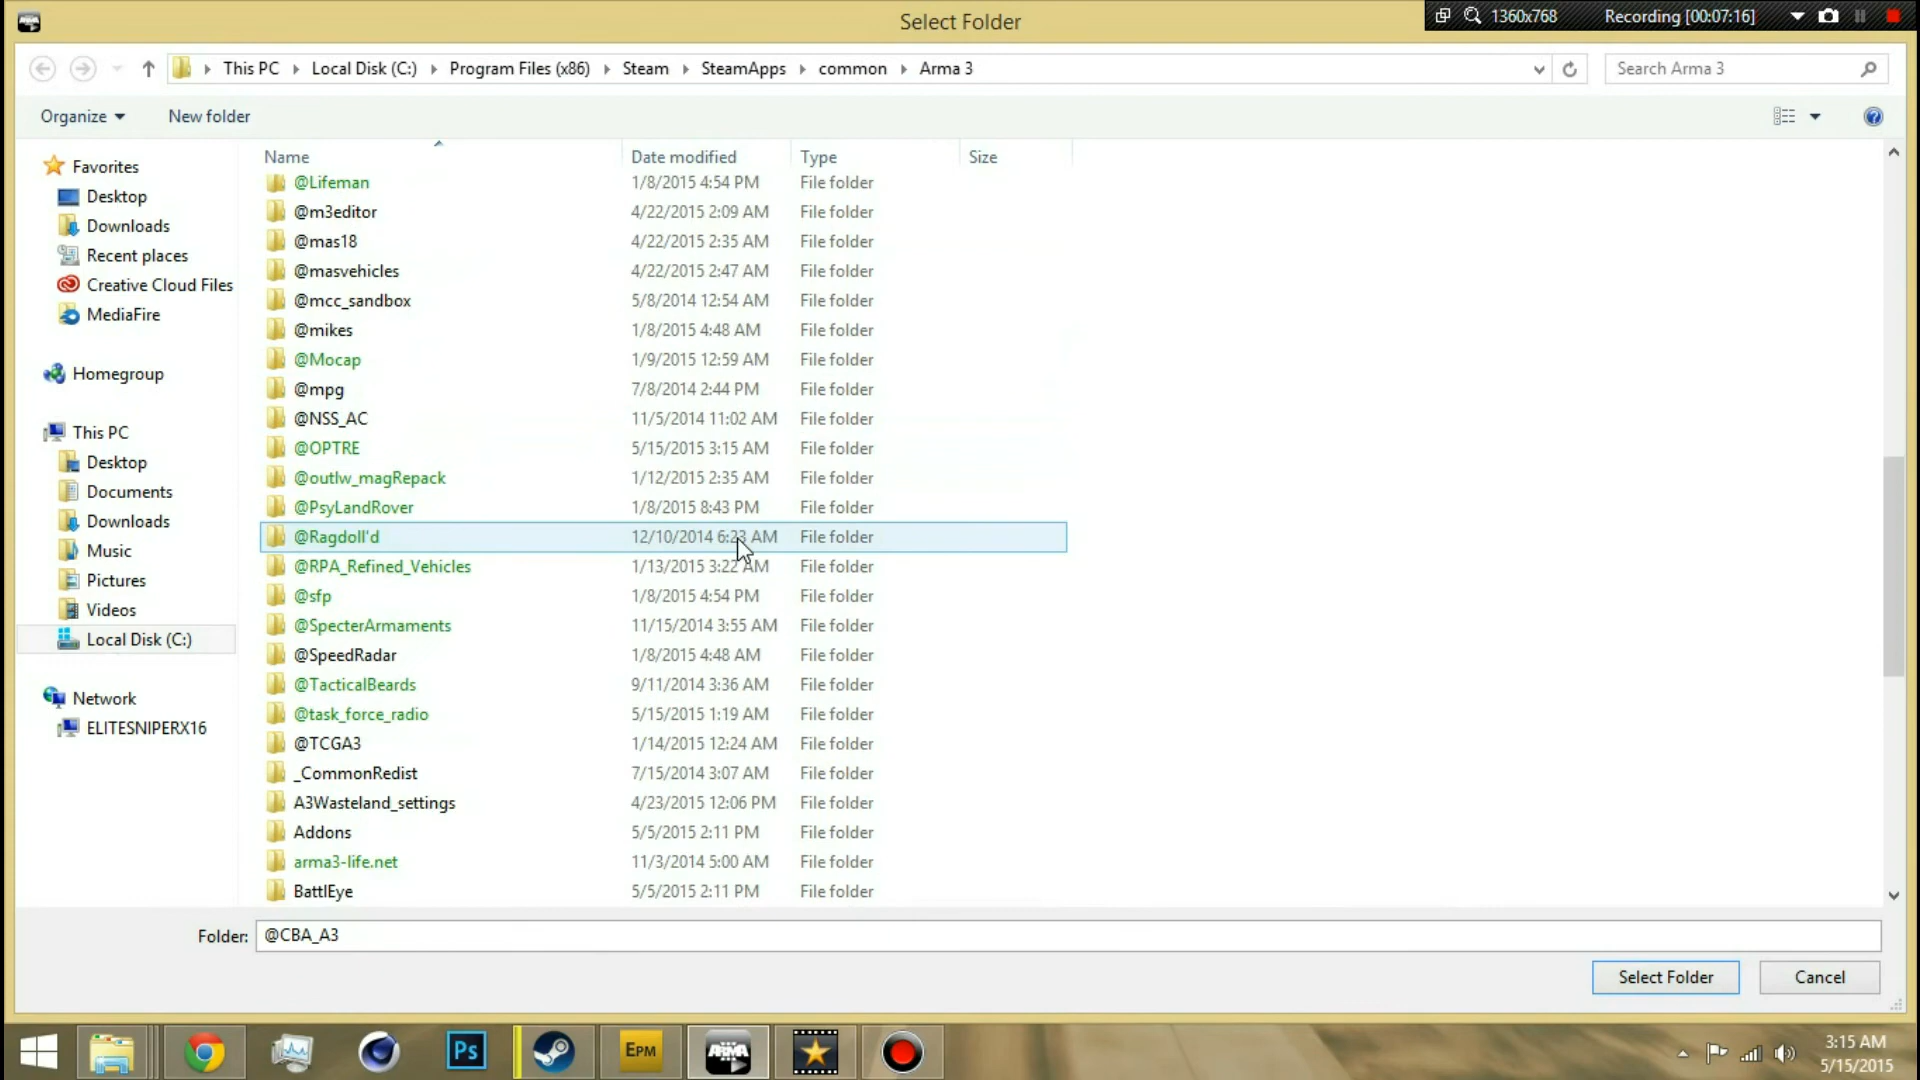 Select Folder
1360x768 Recording [00:07:16]
This PC Local Disk (C:) Program Files (x86) Steam SteamApps common Arma 3
Search Arma 3
Organize New folder
Name Date modified Type Size
Favorites
Desktop
Downloads
Recent places
Creative Cloud Files
MediaFire
Homegroup
This PC
Desktop
Documents
Downloads
Music
Pictures
Videos
Local Disk (C:)
Network
ELITESNIPERX16
@Lifeman 1/8/2015 4:54 PM File folder
@m3editor 4/22/2015 2:09 AM File folder
@mas18 4/22/2015 2:35 AM File folder
@masvehicles 4/22/2015 2:47 AM File folder
@mcc_sandbox 5/8/2014 12:54 AM File folder
@mikes 1/8/2015 4:48 AM File folder
@Mocap 1/9/2015 12:59 AM File folder
@mpg 7/8/2014 2:44 PM File folder
@NSS_AC 11/5/2014 11:02 AM File folder
@OPTRE 5/15/2015 3:15 AM File folder
@outlw_magRepack 1/12/2015 2:35 AM File folder
@PsyLandRover 1/8/2015 8:43 PM File folder
@Ragdoll'd 12/10/2014 6:23 AM File folder
@RPA_Refined_Vehicles 1/13/2015 3:22 AM File folder
@sfp 1/8/2015 4:54 PM File folder
@SpecterArmaments 11/15/2014 3:55 AM File folder
@SpeedRadar 1/8/2015 4:48 AM File folder
@TacticalBeards 9/11/2014 3:36 AM File folder
@task_force_radio 5/15/2015 1:19 AM File folder
@TCGA3 1/14/2015 12:24 AM File folder
_CommonRedist 7/15/2014 3:07 AM File folder
A3Wasteland_settings 4/23/2015 12:06 PM File folder
Addons 5/5/2015 2:11 PM File folder
arma3-life.net 11/3/2014 5:00 AM File folder
BattlEye 5/5/2015 2:11 PM File folder
Folder: @CBA_A3
Select Folder Cancel
Ps EPM ARMA
3:15 AM
5/15/2015